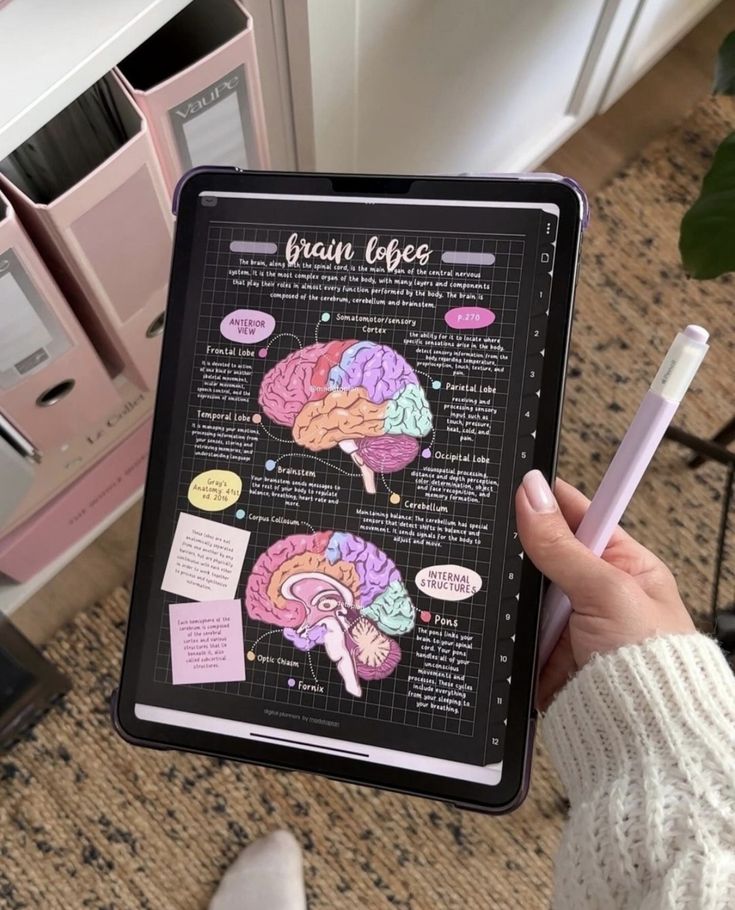 VauPe
Le Collect
brain lobes
The brain, along with the spinal cord, is the main organ of the central nervous
system. It is the most complex organ of the body, with many layers and components
that play their roles in almost every function performed by the body. The brain is
composed of the cerebrum, cerebellum and brainstem.
ANTERIOR
VIEW
Somatomotor/sensory
Cortex
p.270
the ability for it to locate where
specific sensations arise in the body.
detect sensory information from the
body regarding temperature,
proprioception, touch, texture, and
pain.
Frontal lobe
It is devoted to action,
of one kind or another
skeletal movement,
ocular movement,
speech control, and the
expression of emotions
Parietal lobe
receiving and
processing sensory
input such as
touch, pressure,
heat, cold, and
pain.
Temporal lobe
It is managing your emotions,
processing information from
your senses, storing and
retrieving memories, and
understanding language
Occipital lobe
visuospatial processing,
distance and depth perception,
color determination, object
and face recognition, and
memory formation.
Brainstem
Your brainstem sends messages to
the rest of your body to regulate
balance, breathing, heart rate and
more.
Cerebellum
Maintaining balance: The cerebellum has special
sensors that detect shifts in balance and
movement. It sends signals for the body to
adjust and move.
Gray's
Anatomy 41st
ed. 2016
Corpus Collosum
These lobes are not
anatomically separated
from one another by any
barriers, but are physically
continuous with each other
and work together
to process and synthesize
information.
INTERNAL
STRUCTURES
Each hemisphere of the
cerebrum is composed
of the cerebral
cortex and
structures that lie
beneath it, also
called subcortical
structures.
Pons
The pons links your
brain to your spinal
cord. Your pons
handles all of your
unconscious
movements and
processes. These cycles
include everything
from your sleeping to
your breathing.
Optic Chiasm
Fornix
digital planners by madetoplan
1
2
3
4
5
7
8
9
10
11
12